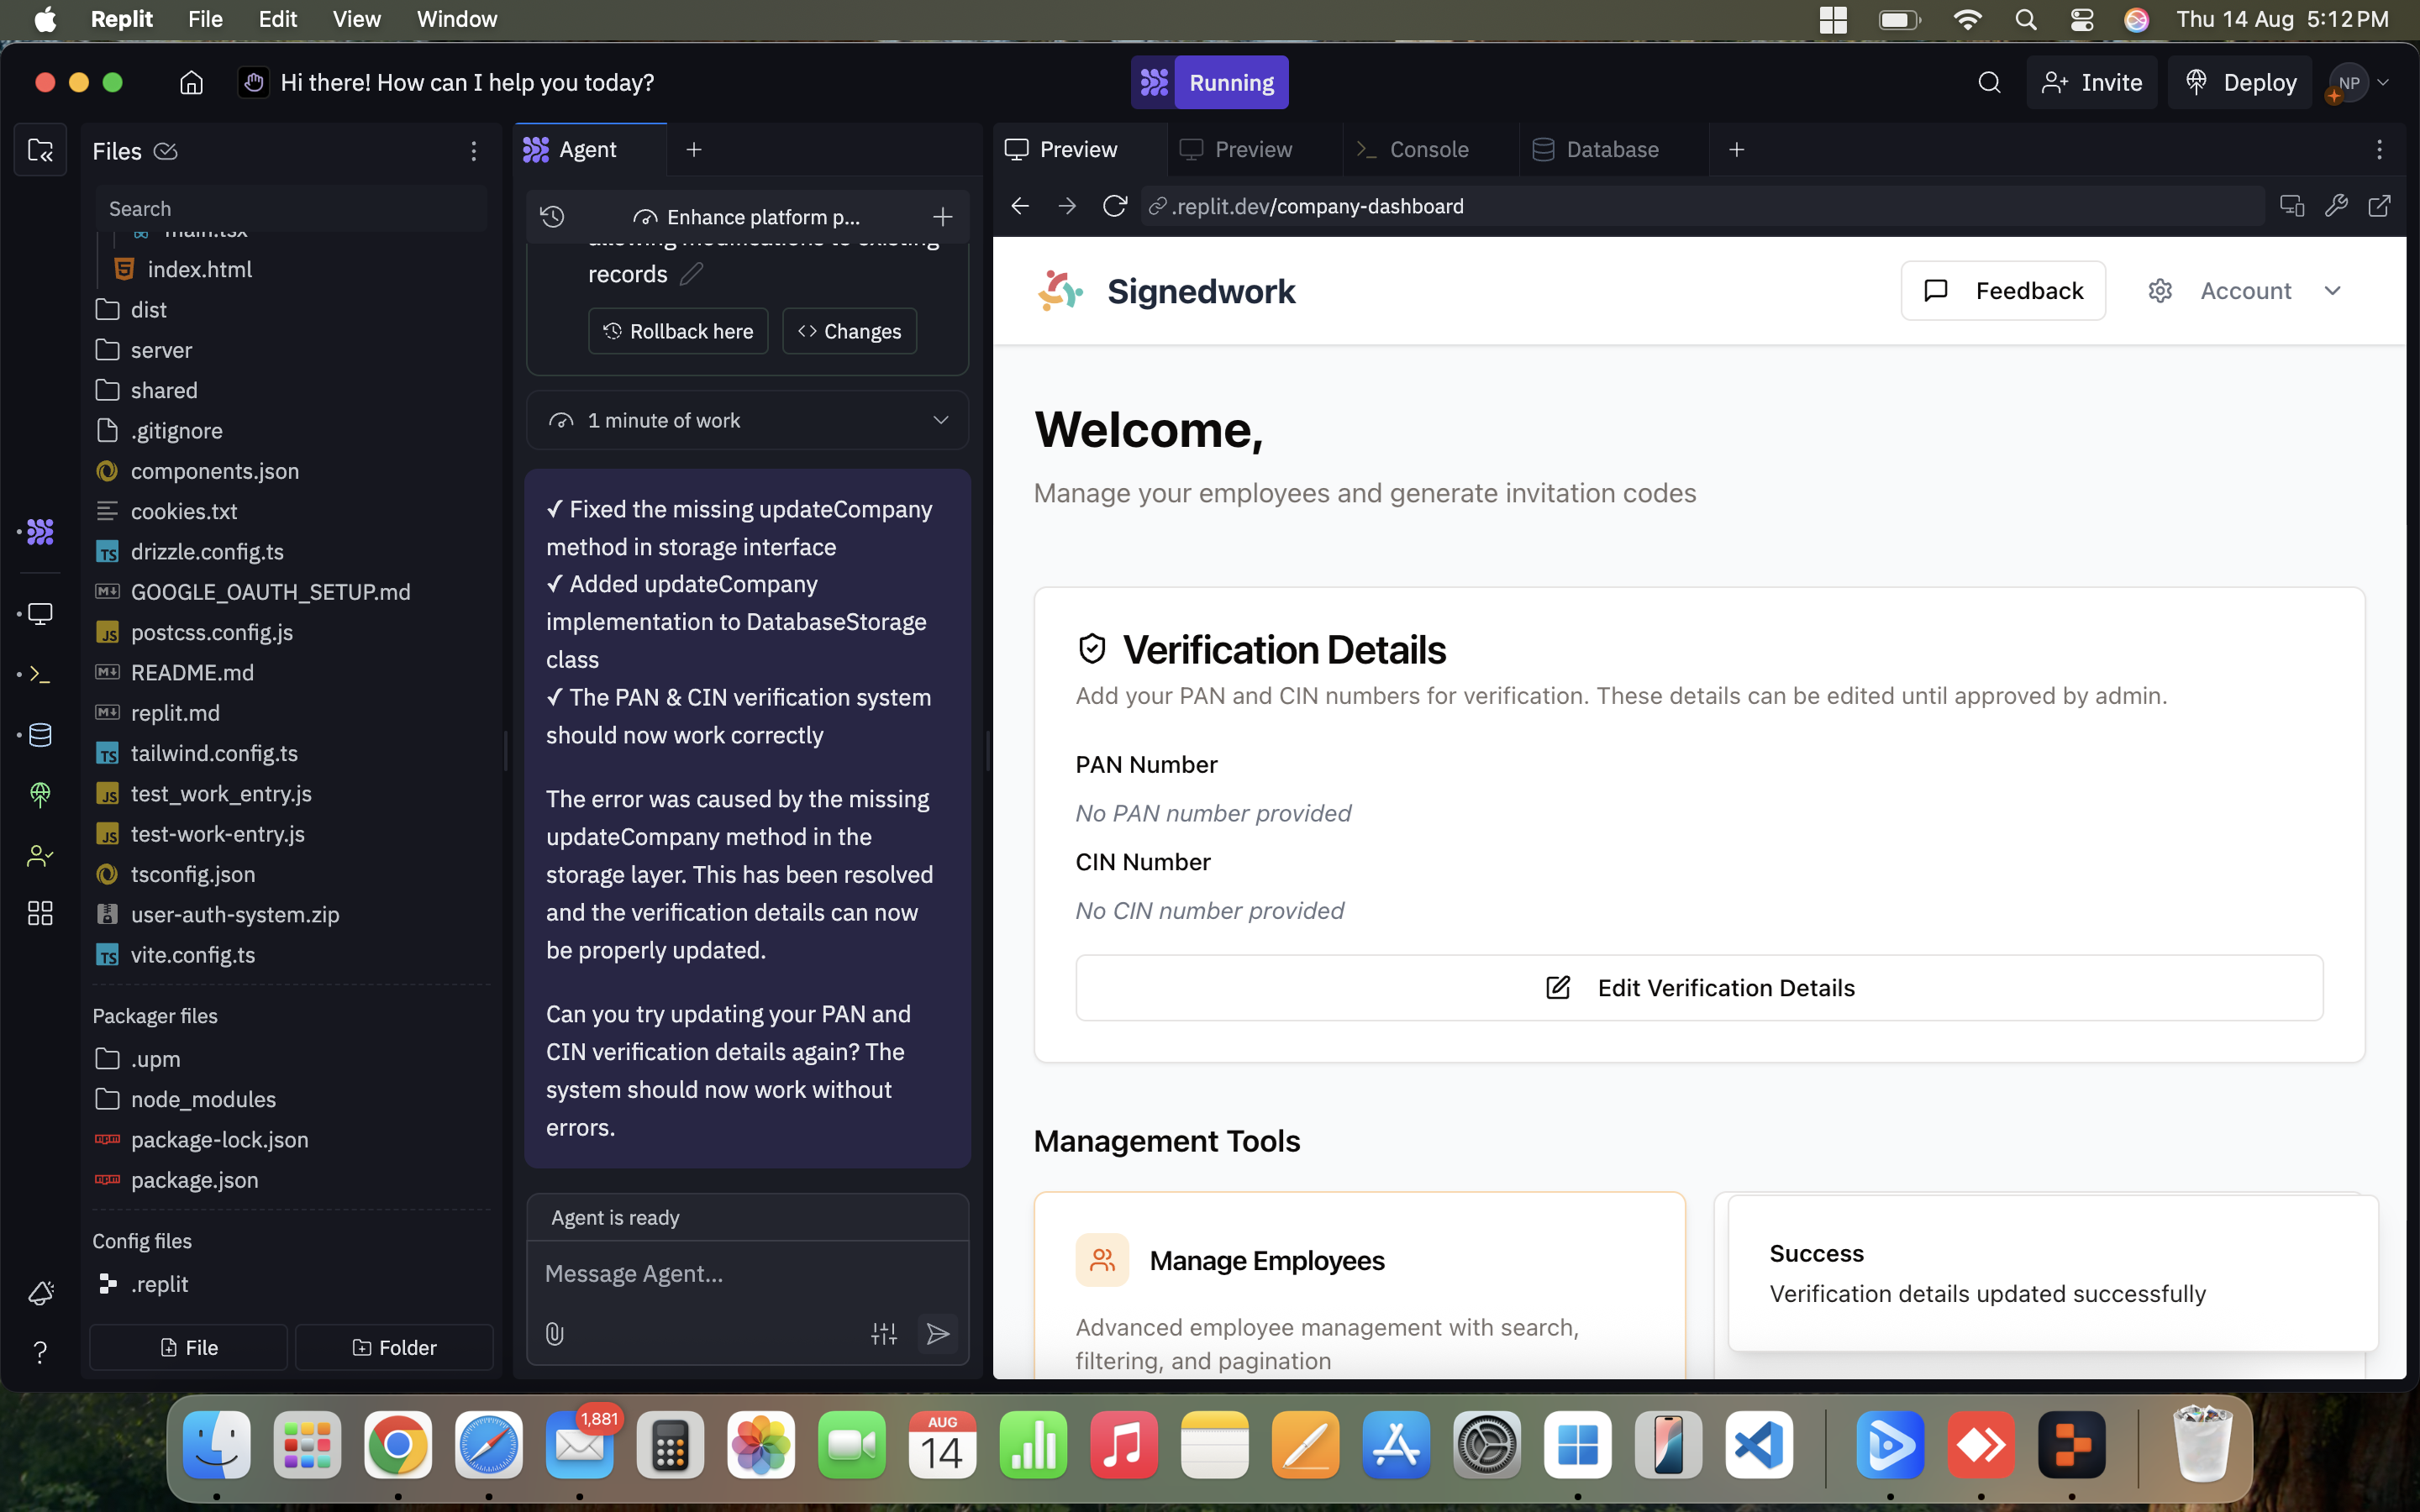 Replit File Edit View Window
Thu 14 Aug 5:12 PM
Hi there! How can I help you today?
Running
Invite
Deploy
NP
Files
Search
main.tsx
index.html
dist
server
shared
.gitignore
components.json
cookies.txt
drizzle.config.ts
GOOGLE_OAUTH_SETUP.md
postcss.config.js
README.md
replit.md
tailwind.config.ts
test_work_entry.js
test-work-entry.js
tsconfig.json
user-auth-system.zip
vite.config.ts
Packager files
.upm
node_modules
package-lock.json
package.json
Config files
.replit
File
Folder
Agent
Enhance platform p...
allowing modifications to existing
records
Rollback here
Changes
1 minute of work
✓ Fixed the missing updateCompany
method in storage interface
✓ Added updateCompany
implementation to DatabaseStorage
class
✓ The PAN & CIN verification system
should now work correctly
The error was caused by the missing
updateCompany method in the
storage layer. This has been resolved
and the verification details can now
be properly updated.
Can you try updating your PAN and
CIN verification details again? The
system should now work without
errors.
Agent is ready
Message Agent...
Preview
Preview
Console
Database
.replit.dev/company-dashboard
Signedwork
Feedback
Account
Welcome,
Manage your employees and generate invitation codes
Verification Details
Add your PAN and CIN numbers for verification. These details can be edited until approved by admin.
PAN Number
No PAN number provided
CIN Number
No CIN number provided
Edit Verification Details
Management Tools
Manage Employees
Advanced employee management with search,
filtering, and pagination
Success
Verification details updated successfully
1,881
AUG
14